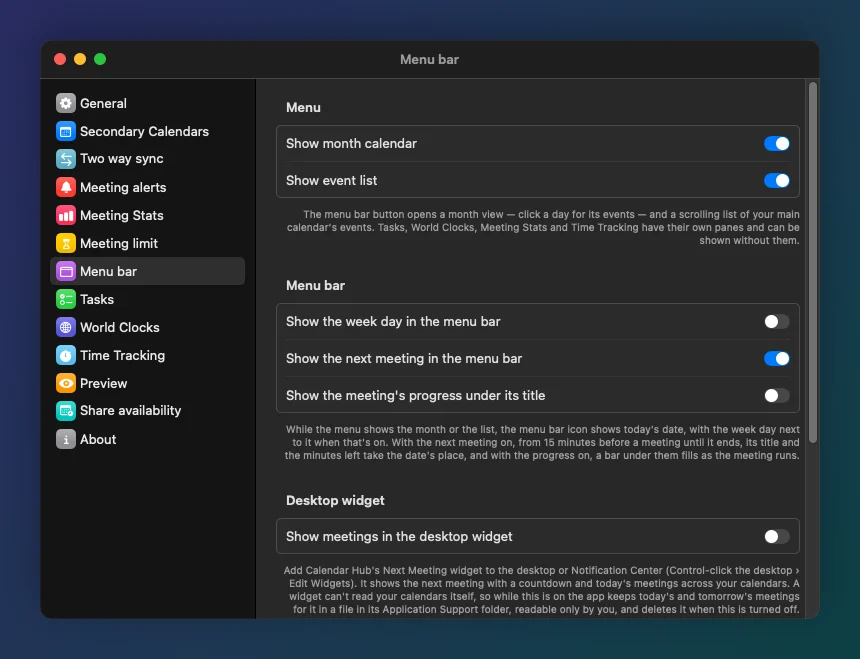 Menu bar
General
Secondary Calendars
Two way sync
Meeting alerts
Meeting Stats
Meeting limit
Menu bar
Tasks
World Clocks
Time Tracking
Preview
Share availability
About
Menu
Show month calendar
Show event list
The menu bar button opens a month view — click a day for its events — and a scrolling list of your main
calendar's events. Tasks, World Clocks, Meeting Stats and Time Tracking have their own panes and can be
shown without them.
Menu bar
Show the week day in the menu bar
Show the next meeting in the menu bar
Show the meeting's progress under its title
While the menu shows the month or the list, the menu bar icon shows today's date, with the week day next
to it when that's on. With the next meeting on, from 15 minutes before a meeting until it ends, its title and
the minutes left take the date's place, and with the progress on, a bar under them fills as the meeting runs.
Desktop widget
Show meetings in the desktop widget
Add Calendar Hub's Next Meeting widget to the desktop or Notification Center (Control-click the desktop ›
Edit Widgets). It shows the next meeting with a countdown and today's meetings across your calendars. A
widget can't read your calendars itself, so while this is on the app keeps today's and tomorrow's meetings
for it in a file in its Application Support folder, readable only by you, and deletes it when this is turned off.